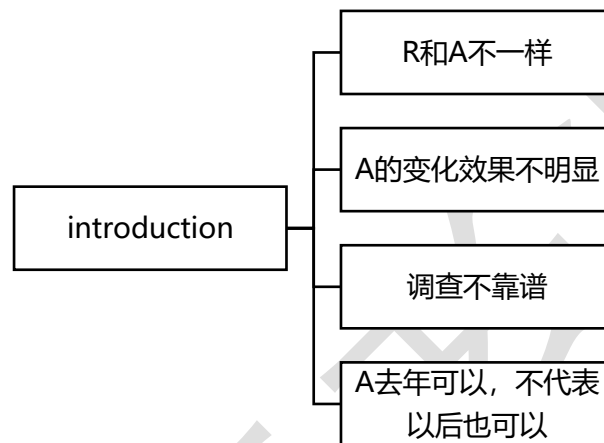 R和A不一样
A的变化效果不明显
introduction
调查不靠谱
A去年可以，不代表
以后也可以